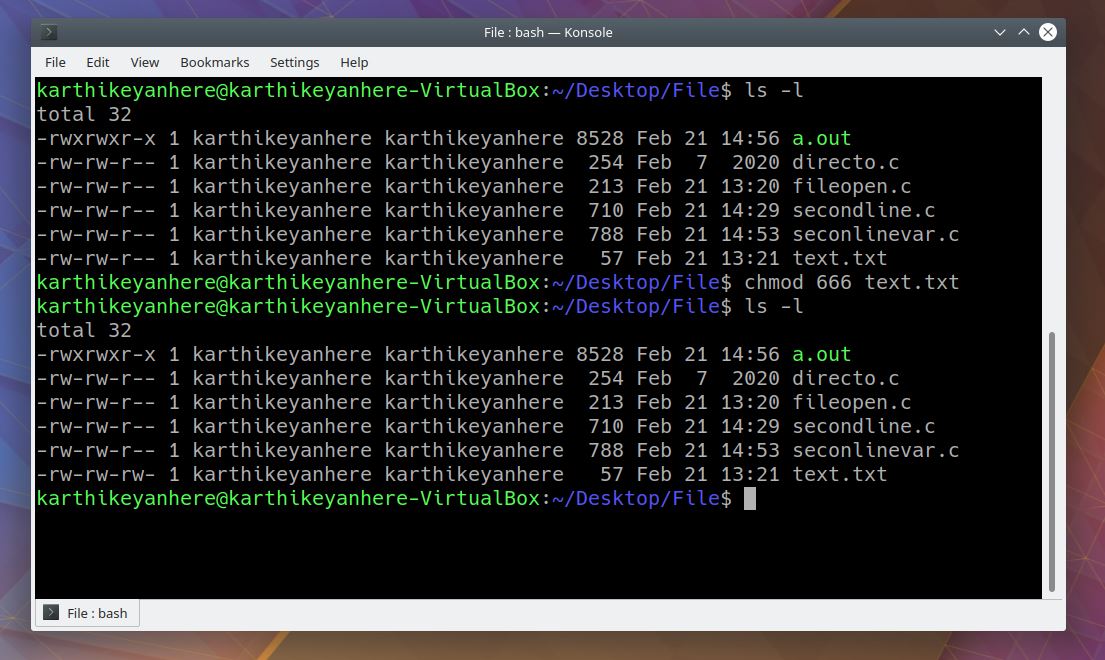 File : bash — Konsole
File Edit View Bookmarks Settings Help
karthikeyanhere@karthikeyanhere-VirtualBox:~/Desktop/File$ ls -l
total 32
-rwxrwxr-x 1 karthikeyanhere karthikeyanhere 8528 Feb 21 14:56 a.out
-rw-rw-r-- 1 karthikeyanhere karthikeyanhere  254 Feb  7  2020 directo.c
-rw-rw-r-- 1 karthikeyanhere karthikeyanhere  213 Feb 21 13:20 fileopen.c
-rw-rw-r-- 1 karthikeyanhere karthikeyanhere  710 Feb 21 14:29 secondline.c
-rw-rw-r-- 1 karthikeyanhere karthikeyanhere  788 Feb 21 14:53 seconlinevar.c
-rw-rw-r-- 1 karthikeyanhere karthikeyanhere   57 Feb 21 13:21 text.txt
karthikeyanhere@karthikeyanhere-VirtualBox:~/Desktop/File$ chmod 666 text.txt
karthikeyanhere@karthikeyanhere-VirtualBox:~/Desktop/File$ ls -l
total 32
-rwxrwxr-x 1 karthikeyanhere karthikeyanhere 8528 Feb 21 14:56 a.out
-rw-rw-r-- 1 karthikeyanhere karthikeyanhere  254 Feb  7  2020 directo.c
-rw-rw-r-- 1 karthikeyanhere karthikeyanhere  213 Feb 21 13:20 fileopen.c
-rw-rw-r-- 1 karthikeyanhere karthikeyanhere  710 Feb 21 14:29 secondline.c
-rw-rw-r-- 1 karthikeyanhere karthikeyanhere  788 Feb 21 14:53 seconlinevar.c
-rw-rw-rw- 1 karthikeyanhere karthikeyanhere   57 Feb 21 13:21 text.txt
karthikeyanhere@karthikeyanhere-VirtualBox:~/Desktop/File$
File : bash